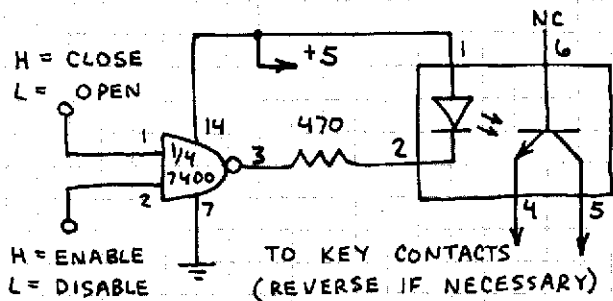 NC
H = CLOSE
L = OPEN
+5
1
6
1
14
470
1/4
7400
3
2
2
7
4
5
H = ENABLE
L = DISABLE
TO KEY CONTACTS
(REVERSE IF NECESSARY)